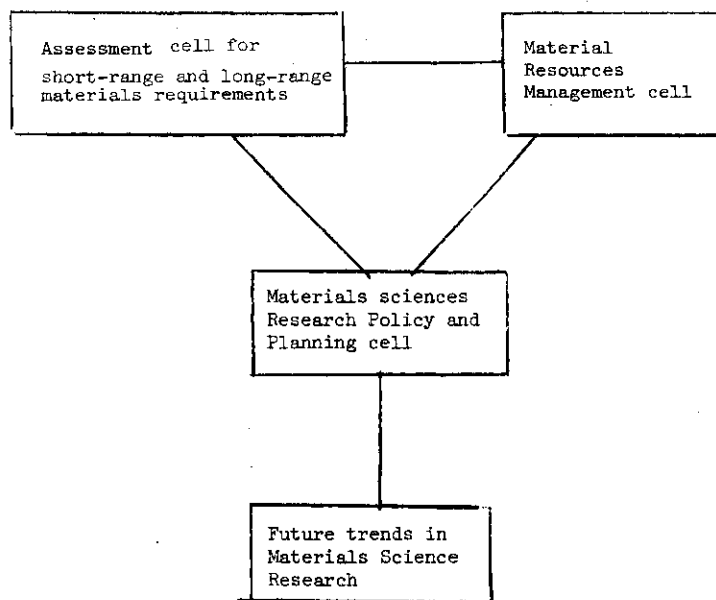 Assessment cell for
short-range and long-range
materials requirements
Material
Resources
Management cell
Materials sciences
Research Policy and
Planning cell
Future trends in
Materials Science
Research